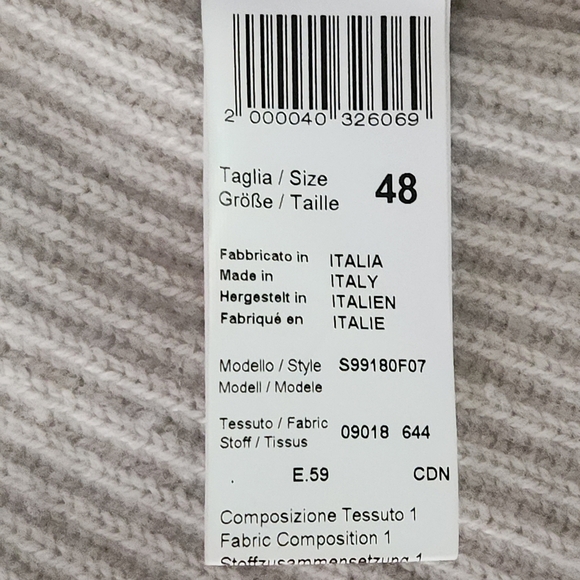 2 000040 326069
Taglia / Size
Größe / Taille
48
Fabbricato in ITALIA
Made in ITALY
Hergestelt in ITALIEN
Fabriqué en ITALIE
Modello / Style S99180F07
Modell / Modele
Tessuto / Fabric
Stoff / Tissus
09018 644
. E.59 CDN
Composizione Tessuto 1
Fabric Composition 1
Stoffzusammensetzung 1